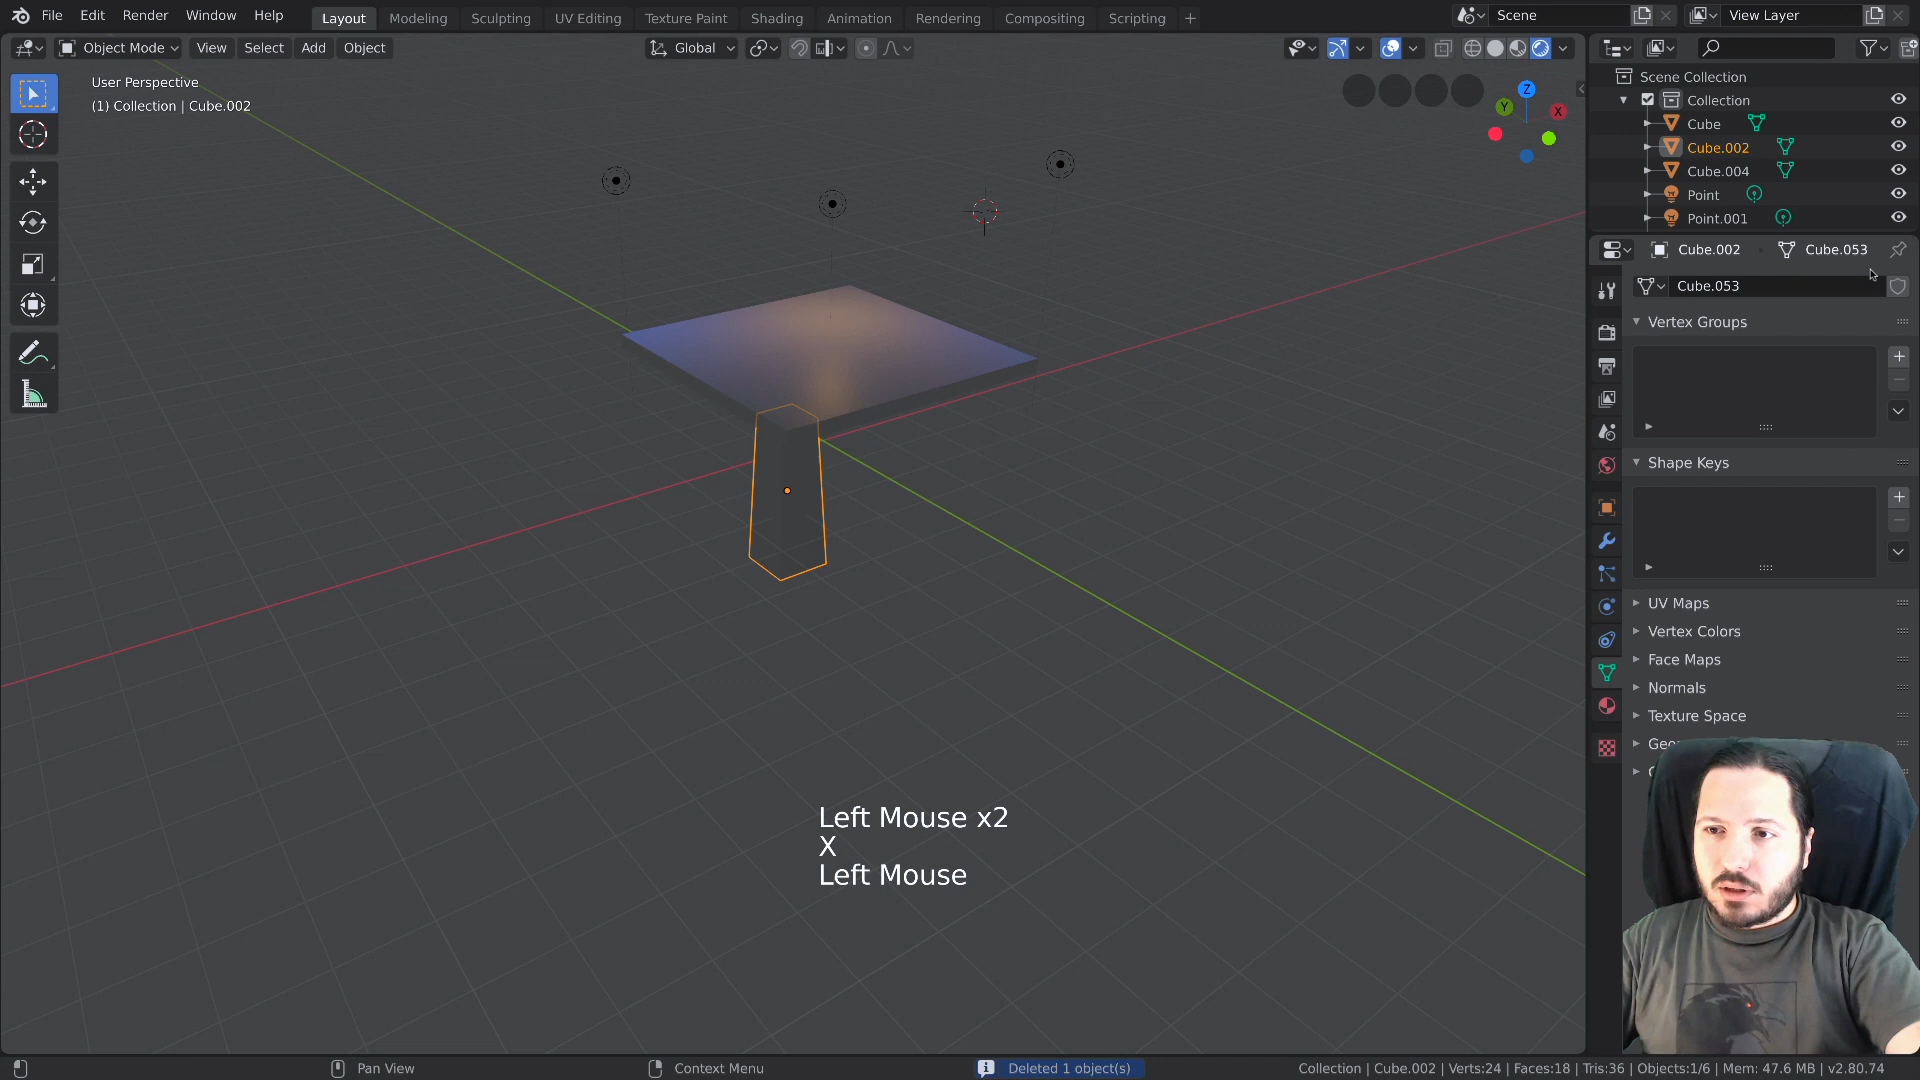 File Edit Render Window Help
Layout Modeling Sculpting UV Editing Texture Paint Shading Animation Rendering Compositing Scripting +
Scene
View Layer
Object Mode View Select Add Object
Global
User Perspective
(1) Collection | Cube.002
Z
Y
X
Scene Collection
Collection
Cube
Cube.002
Cube.004
Point
Point.001
Cube.002 Cube.053
Cube.053
Vertex Groups
Shape Keys
UV Maps
Vertex Colors
Face Maps
Normals
Texture Space
Left Mouse x2
X
Left Mouse
Pan View
Context Menu
Deleted 1 object(s)
Collection | Cube.002 | Verts:24 | Faces:18 | Tris:36 | Objects:1/6 | Mem: 47.6 MB | v2.80.74